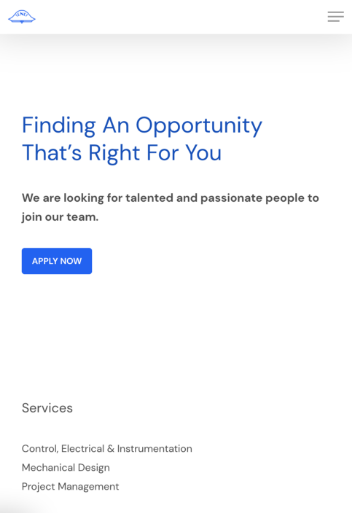 Finding An Opportunity
That’s Right For You
We are looking for talented and passionate people to
join our team.
APPLY NOW
Services
Control, Electrical & Instrumentation
Mechanical Design
Project Management